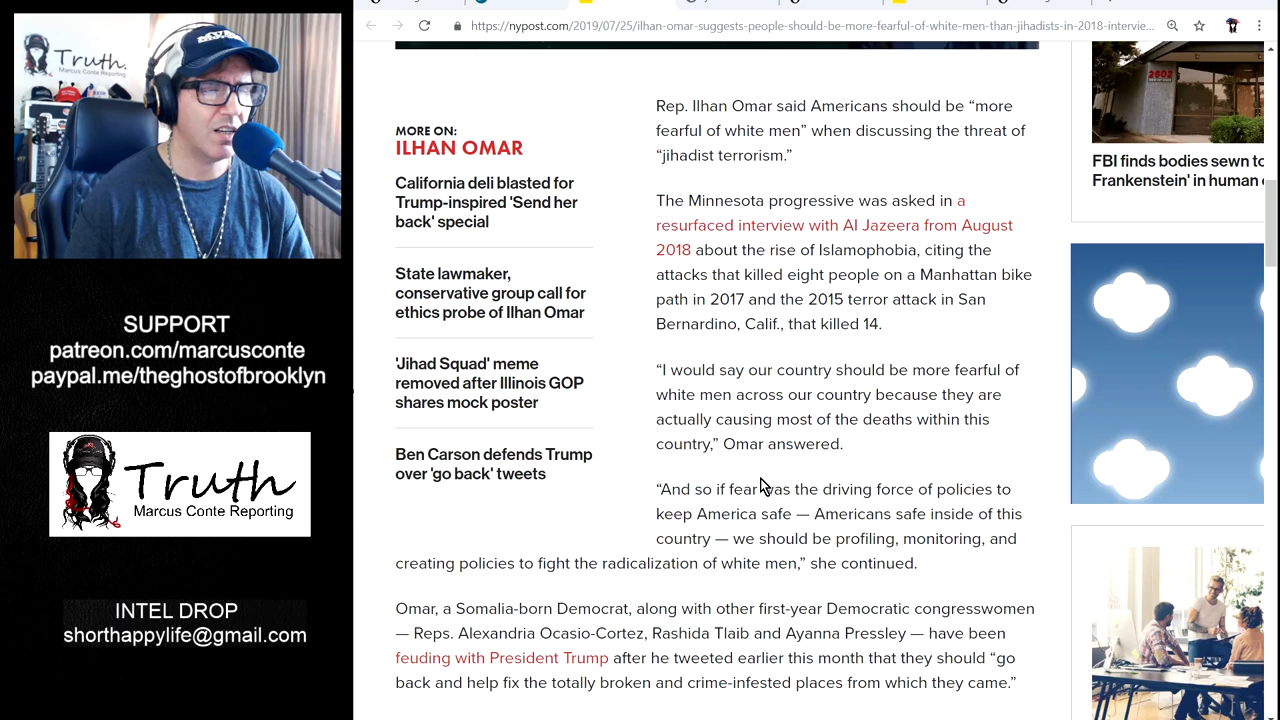 https://nypost.com/2019/07/25/ilhan-omar-suggests-people-should-be-more-fearful-of-white-men-than-jihadists-in-2018-intervie...
Truth.
Marcus Conte Reporting
SUPPORT
patreon.com/marcusconte
paypal.me/theghostofbrooklyn
Truth
Marcus Conte Reporting
INTEL DROP
shorthappylife@gmail.com
MORE ON:
ILHAN OMAR
California deli blasted for
Trump-inspired 'Send her
back' special
State lawmaker,
conservative group call for
ethics probe of Ilhan Omar
'Jihad Squad' meme
removed after Illinois GOP
shares mock poster
Ben Carson defends Trump
over 'go back' tweets
Rep. Ilhan Omar said Americans should be “more
fearful of white men” when discussing the threat of
“jihadist terrorism.”
The Minnesota progressive was asked in a
resurfaced interview with Al Jazeera from August
2018 about the rise of Islamophobia, citing the
attacks that killed eight people on a Manhattan bike
path in 2017 and the 2015 terror attack in San
Bernardino, Calif., that killed 14.
“I would say our country should be more fearful of
white men across our country because they are
actually causing most of the deaths within this
country,” Omar answered.
“And so if fear was the driving force of policies to
keep America safe — Americans safe inside of this
country — we should be profiling, monitoring, and
creating policies to fight the radicalization of white men,” she continued.
Omar, a Somalia-born Democrat, along with other first-year Democratic congresswomen
— Reps. Alexandria Ocasio-Cortez, Rashida Tlaib and Ayanna Pressley — have been
feuding with President Trump after he tweeted earlier this month that they should “go
back and help fix the totally broken and crime-infested places from which they came.”
2602
FBI finds bodies sewn to
Frankenstein' in human